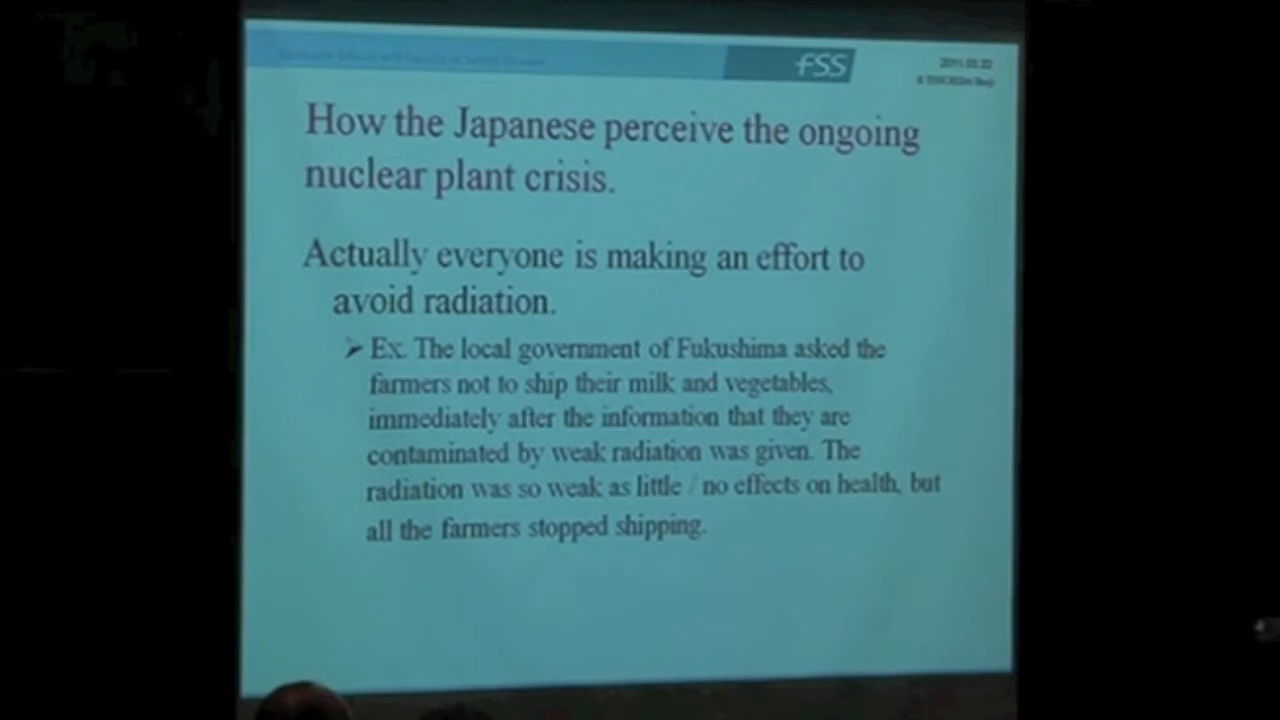 fSS
2011.03.22
How the Japanese perceive the ongoing
nuclear plant crisis.
Actually everyone is making an effort to
avoid radiation.
➢ Ex. The local government of Fukushima asked the
farmers not to ship their milk and vegetables,
immediately after the information that they are
contaminated by weak radiation was given. The
radiation was so weak as little / no effects on health, but
all the farmers stopped shipping.